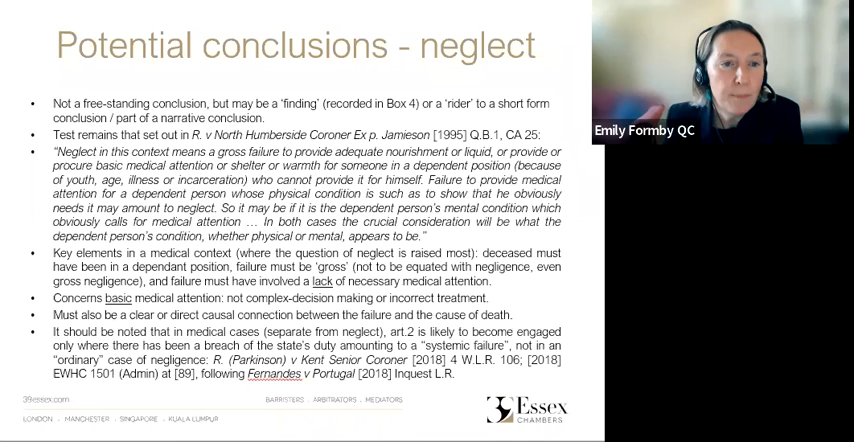 Potential conclusions - neglect
• Not a free-standing conclusion, but may be a 'finding' (recorded in Box 4) or a 'rider' to a short form
conclusion / part of a narrative conclusion.
• Test remains that set out in R. v North Humberside Coroner Ex p. Jamieson [1995] Q.B.1, CA 25:
• "Neglect in this context means a gross failure to provide adequate nourishment or liquid, or provide or
procure basic medical attention or shelter or warmth for someone in a dependent position (because
of youth, age, illness or incarceration) who cannot provide it for himself. Failure to provide medical
attention for a dependent person whose physical condition is such as to show that he obviously
needs it may amount to neglect. So it may be if it is the dependent person's mental condition which
obviously calls for medical attention … In both cases the crucial consideration will be what the
dependent person's condition, whether physical or mental, appears to be."
• Key elements in a medical context (where the question of neglect is raised most): deceased must
have been in a dependant position, failure must be 'gross' (not to be equated with negligence, even
gross negligence), and failure must have involved a lack of necessary medical attention.
• Concerns basic medical attention: not complex-decision making or incorrect treatment.
• Must also be a clear or direct causal connection between the failure and the cause of death.
• It should be noted that in medical cases (separate from neglect), art.2 is likely to become engaged
only where there has been a breach of the state's duty amounting to a "systemic failure", not in an
"ordinary" case of negligence: R. (Parkinson) v Kent Senior Coroner [2018] 4 W.L.R. 106; [2018]
EWHC 1501 (Admin) at [89], following Fernandes v Portugal [2018] Inquest L.R.
39essex.com
BARRISTERS . ARBITRATORS . MEDIATORS
LONDON . MANCHESTER . SINGAPORE . KUALA LUMPUR
39 Essex
CHAMBERS
Emily Formby QC